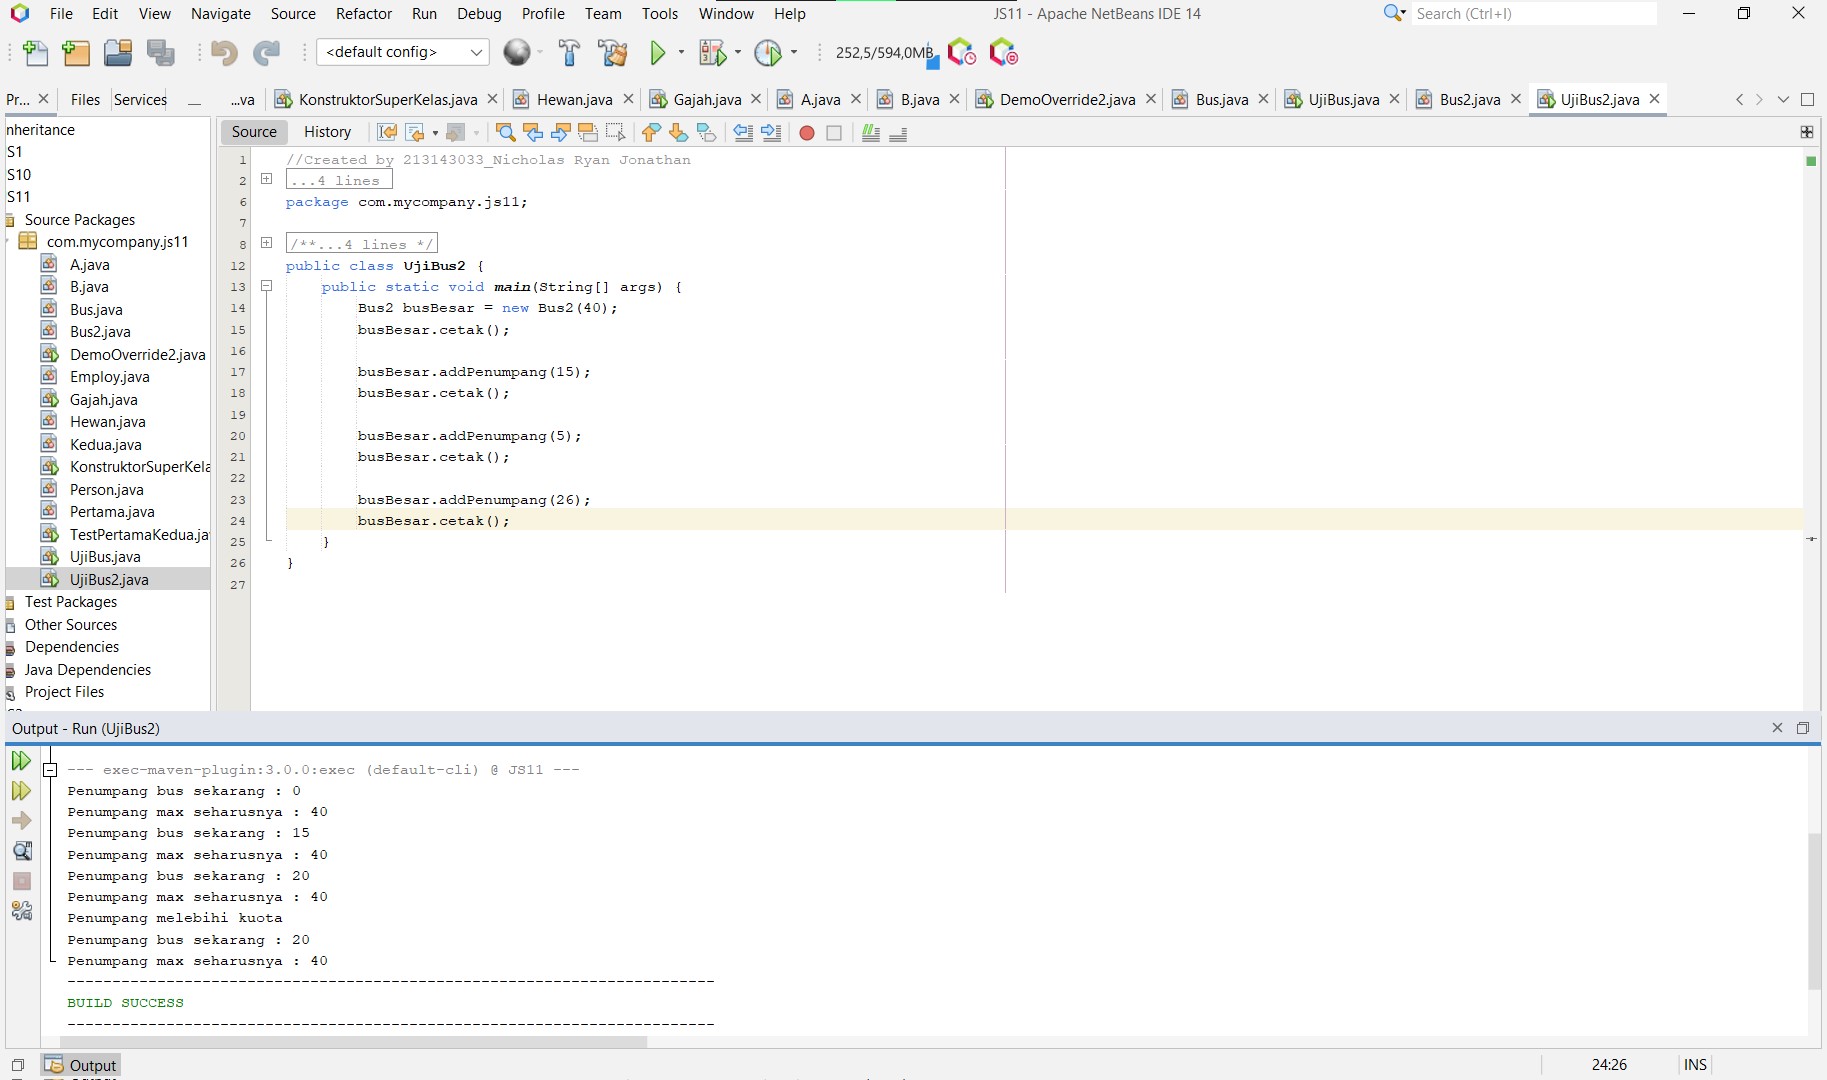 File Edit View Navigate Source Refactor Run Debug Profile Team Tools Window Help JS11 - Apache NetBeans IDE 14 Search (Ctrl+I)
<default config> 252,5/594,0MB
Pr... Files Services ...va KonstruktorSuperKelas.java Hewan.java Gajah.java A.java B.java DemoOverride2.java Bus.java UjiBus.java Bus2.java UjiBus2.java
nheritance
S1
S10
S11
Source Packages
com.mycompany.js11
A.java
B.java
Bus.java
Bus2.java
DemoOverride2.java
Employ.java
Gajah.java
Hewan.java
Kedua.java
KonstruktorSuperKela
Person.java
Pertama.java
TestPertamaKedua.ja
UjiBus.java
UjiBus2.java
Test Packages
Other Sources
Dependencies
Java Dependencies
Project Files
Source History
1 //Created by 213143033_Nicholas Ryan Jonathan
2 ...4 lines
6 package com.mycompany.js11;
7
8 /**...4 lines */
12 public class UjiBus2 {
13 public static void main(String[] args) {
14 Bus2 busBesar = new Bus2(40);
15 busBesar.cetak();
16
17 busBesar.addPenumpang(15);
18 busBesar.cetak();
19
20 busBesar.addPenumpang(5);
21 busBesar.cetak();
22
23 busBesar.addPenumpang(26);
24 busBesar.cetak();
25 }
26 }
27
Output - Run (UjiBus2)
--- exec-maven-plugin:3.0.0:exec (default-cli) @ JS11 ---
Penumpang bus sekarang : 0
Penumpang max seharusnya : 40
Penumpang bus sekarang : 15
Penumpang max seharusnya : 40
Penumpang bus sekarang : 20
Penumpang max seharusnya : 40
Penumpang melebihi kuota
Penumpang bus sekarang : 20
Penumpang max seharusnya : 40
------------------------------------------------------------------------
BUILD SUCCESS
------------------------------------------------------------------------
Output 24:26 INS